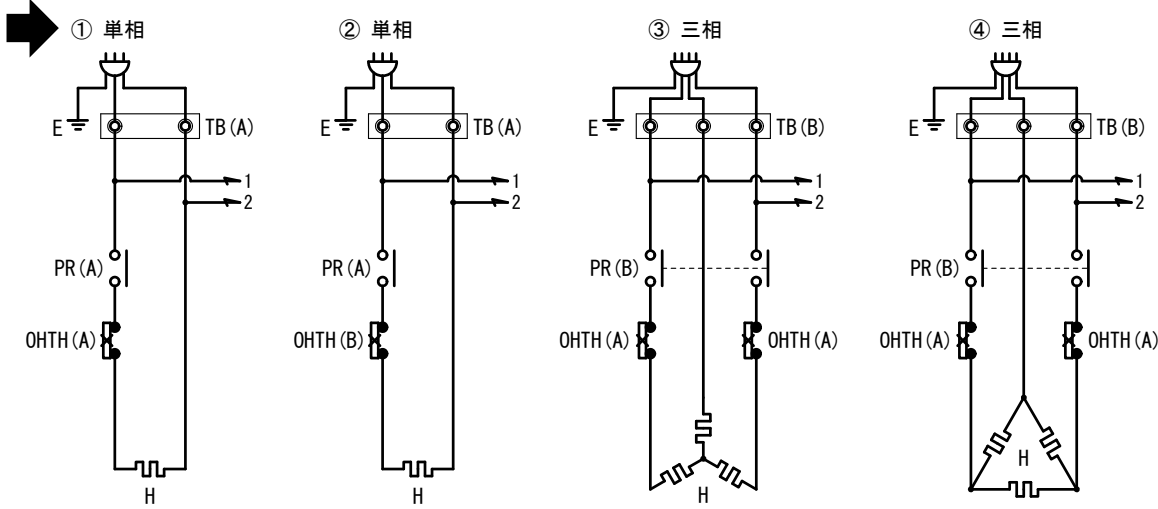 ① 単相
② 単相
③ 三相
④ 三相
E
TB(A)
E
TB(A)
E
TB(B)
E
TB(B)
1
1
1
1
2
2
2
2
PR(A)
PR(A)
PR(B)
PR(B)
OHTH(A)
OHTH(B)
OHTH(A)
OHTH(A)
OHTH(A)
OHTH(A)
H
H
H
H